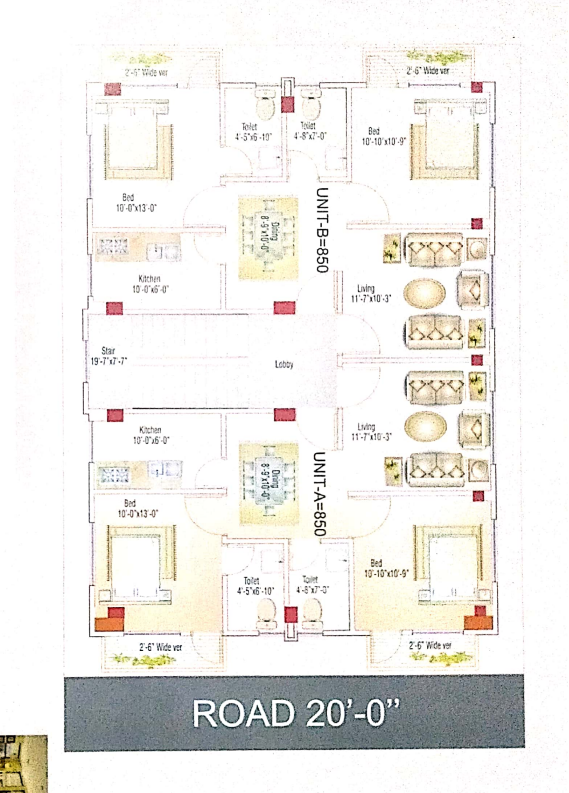 2'-6" Wide ver
2'-6" Wide ver
Toilet
4'-5"x6'-10"
Toilet
4'-8"x7'-0"
Bed
10'-10"x10'-9"
Bed
10'-0"x13'-0"
Dining
8'-9"x10'-0"
UNIT-B=850
Kitchen
10'-0"x6'-0"
Living
11'-7"x10'-3"
Stair
19'-7"x7'-7"
Lobby
Kitchen
10'-0"x6'-0"
Living
11'-7"x10'-3"
Dining
8'-9"x10'-0"
UNIT-A=850
Bed
10'-0"x13'-0"
Bed
10'-10"x10'-9"
Toilet
4'-5"x6'-10"
Toilet
4'-8"x7'-0"
2'-6" Wide ver
2'-6" Wide ver
ROAD 20'-0"